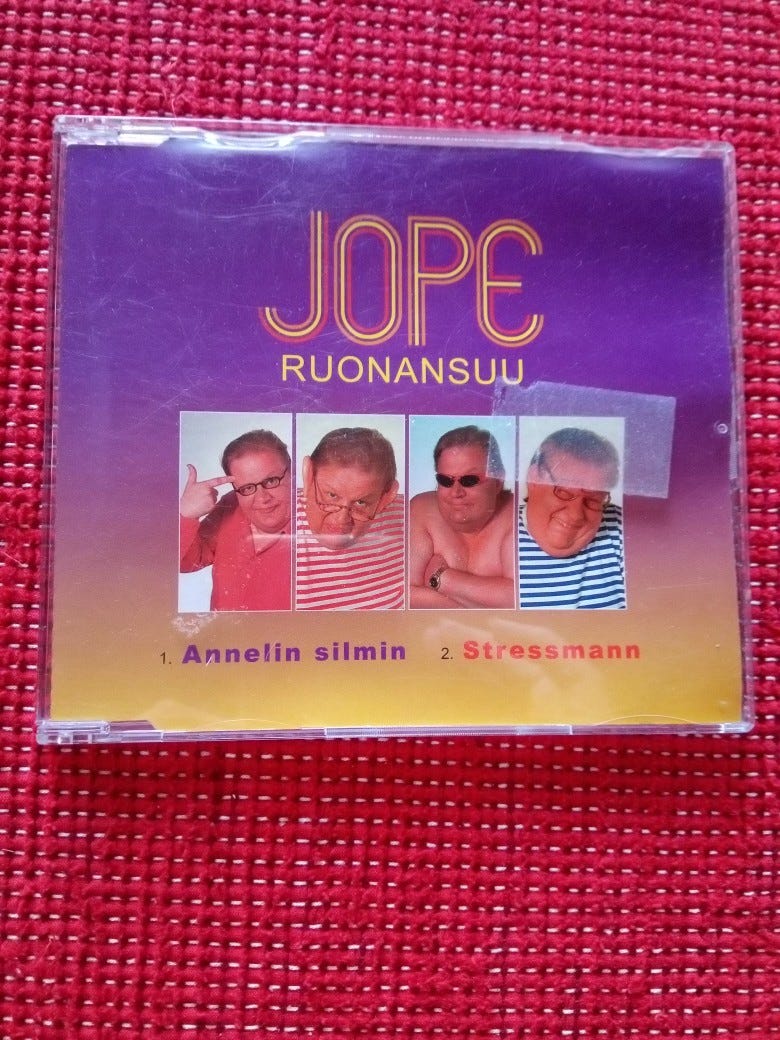 JOPE
RUONANSUU
1. Annelin silmin 2. Stressmann